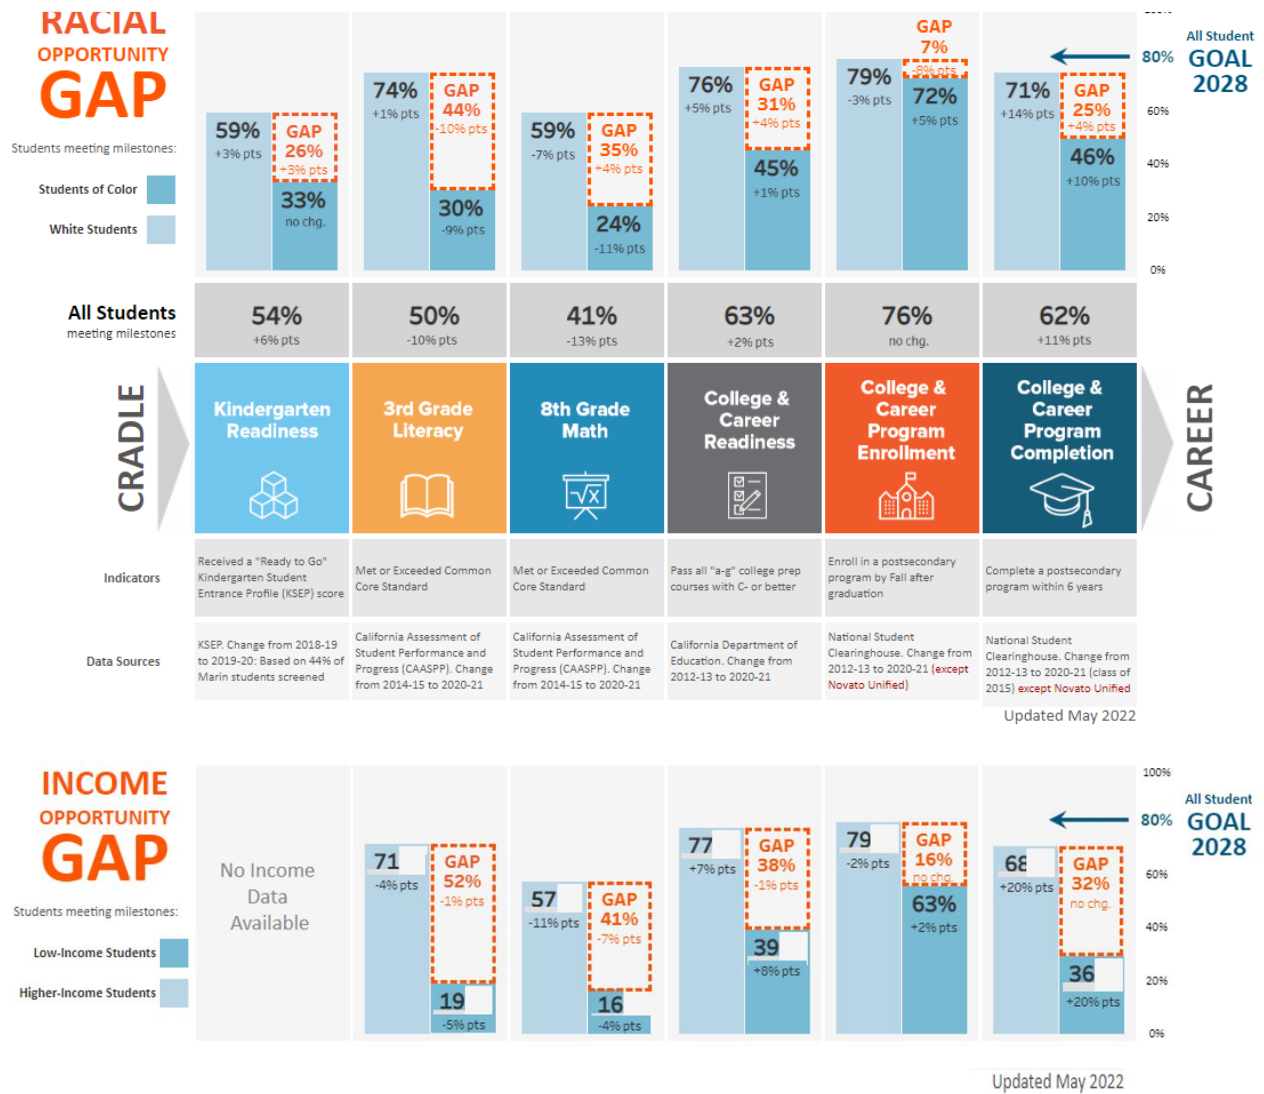 RACIAL
OPPORTUNITY
GAP
Students meeting milestones:
Students of Color
White Students
59%
+3% pts
GAP
26%
+3% pts
33%
no chg.
74%
+1% pts
GAP
44%
-10% pts
30%
-9% pts
59%
-7% pts
GAP
35%
+4% pts
24%
-11% pts
76%
+5% pts
GAP
31%
+4% pts
45%
+1% pts
79%
-3% pts
GAP
7%
-8% pts
72%
+5% pts
71%
+14% pts
GAP
25%
+4% pts
46%
+10% pts
80%
60%
40%
20%
0%
All Student
GOAL
2028
All Students
meeting milestones
54%
+6% pts
50%
-10% pts
41%
-13% pts
63%
+2% pts
76%
no chg.
62%
+11% pts
CRADLE
Kindergarten
Readiness
3rd Grade
Literacy
8th Grade
Math
√x
College &
Career
Readiness
College &
Career
Program
Enrollment
College &
Career
Program
Completion
CAREER
Indicators
Received a "Ready to Go"
Kindergarten Student
Entrance Profile (KSEP) score
Met or Exceeded Common
Core Standard
Met or Exceeded Common
Core Standard
Pass all "a-g" college prep
courses with C- or better
Enroll in a postsecondary
program by Fall after
graduation
Complete a postsecondary
program within 6 years
Data Sources
KSEP. Change from 2018-19
to 2019-20: Based on 44% of
Marin students screened
California Assessment of
Student Performance and
Progress (CAASPP). Change
from 2014-15 to 2020-21
California Assessment of
Student Performance and
Progress (CAASPP). Change
from 2014-15 to 2020-21
California Department of
Education. Change from
2012-13 to 2020-21
National Student
Clearinghouse. Change from
2012-13 to 2020-21 (except
Novato Unified)
National Student
Clearinghouse. Change from
2012-13 to 2020-21 (class of
2015) except Novato Unified
Updated May 2022
INCOME
OPPORTUNITY
GAP
Students meeting milestones:
Low-Income Students
Higher-Income Students
No Income
Data
Available
71
-4% pts
GAP
52%
-1% pts
19
-5% pts
57
-11% pts
GAP
41%
-7% pts
16
-4% pts
77
+7% pts
GAP
38%
-1% pts
39
+8% pts
79
-2% pts
GAP
16%
no chg.
63%
+2% pts
68
+20% pts
GAP
32%
no chg.
36
+20% pts
100%
80%
60%
40%
20%
0%
All Student
GOAL
2028
Updated May 2022